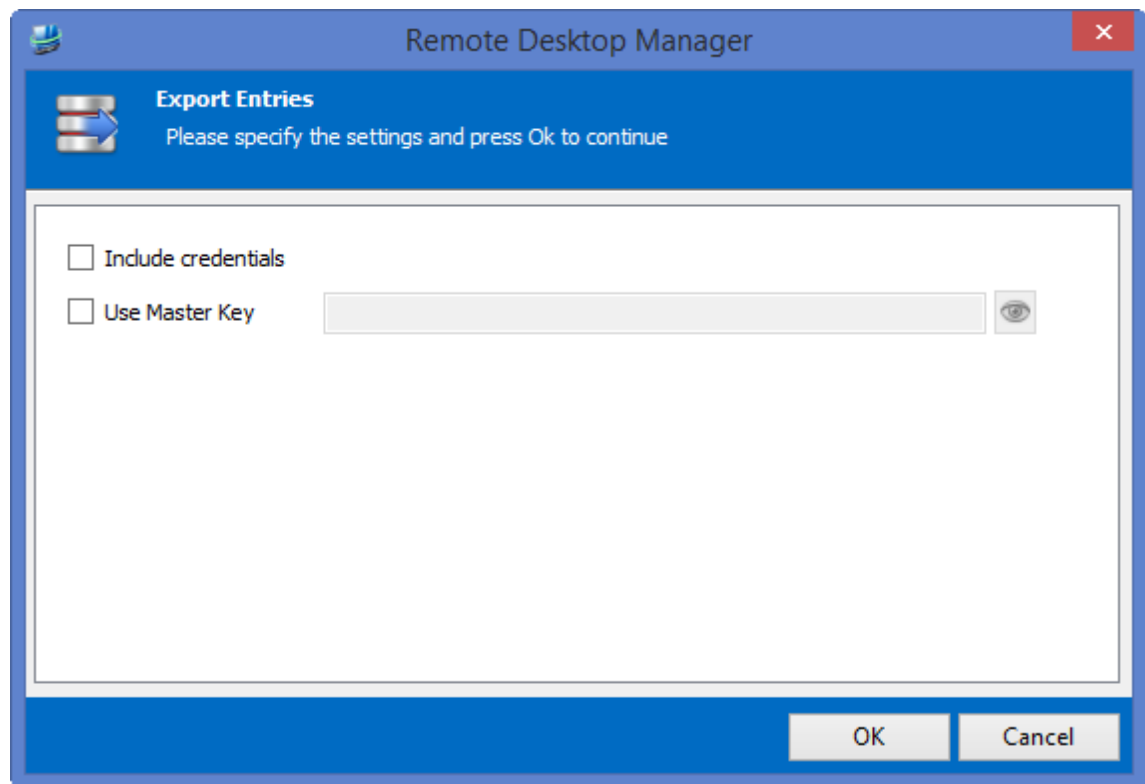 Remote Desktop Manager
Export Entries
Please specify the settings and press Ok to continue
Include credentials
Use Master Key
OK
Cancel